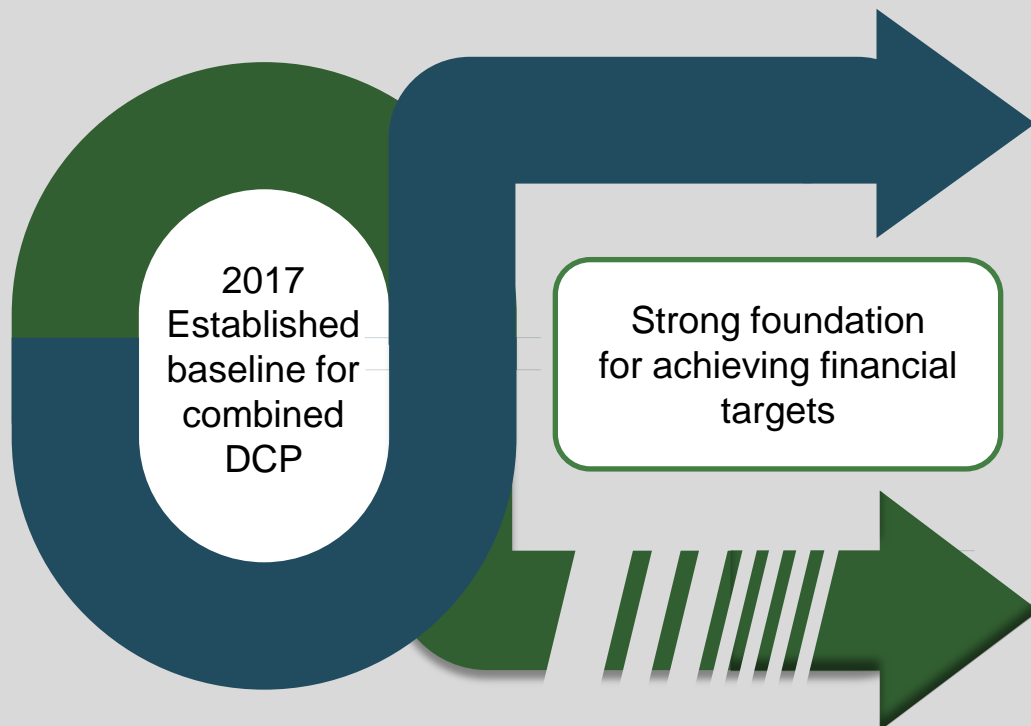 2017
Established
baseline for
combined
DCP
Strong foundation
for achieving financial
targets